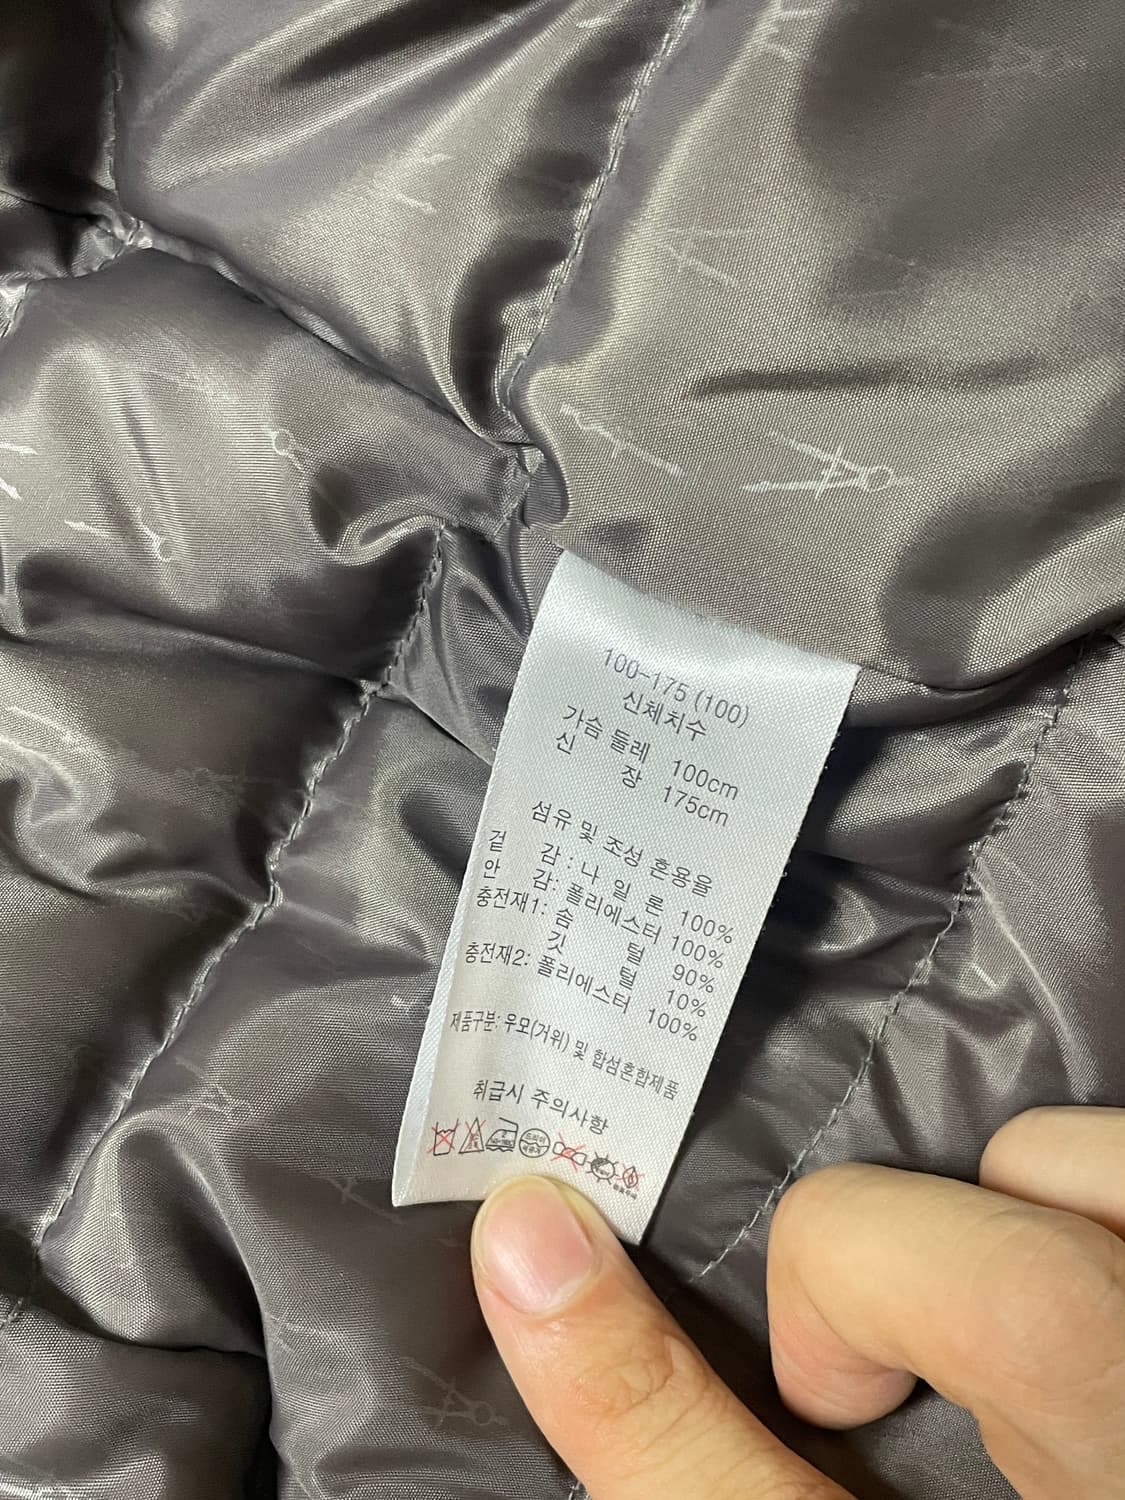 100-175 (100)
신체치수
가슴 둘레 100cm
신 장 175cm
섬유 및 조성 혼용율
겉 감 : 나 일 론 100%
안 감 : 폴리에스터 100%
충전재1: 솜 털 90%
깃 털 10%
충전재2: 폴리에스터 100%
제품구분: 우모(거위) 및 합섬혼합제품
취급시 주의사항